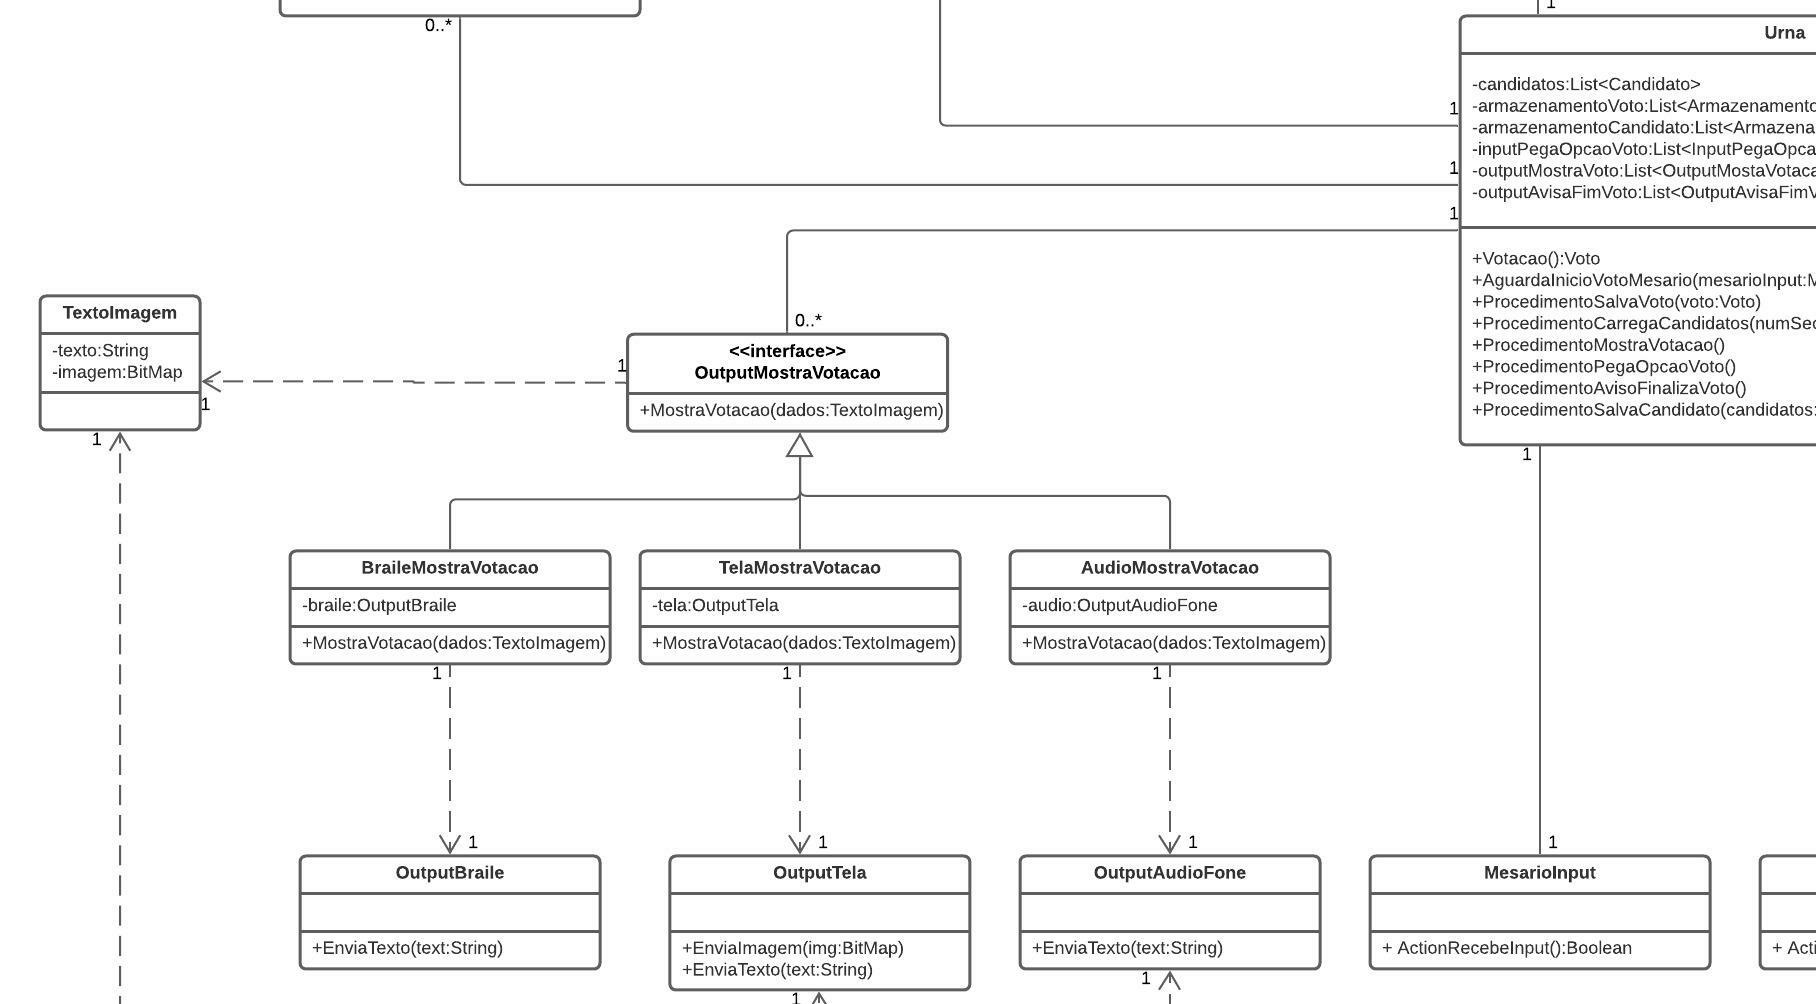 1
0..*
Urna
-candidatos:List<Candidato>
-armazenamentoVoto:List<Armazenamento
-armazenamentoCandidato:List<Armazena
-inputPegaOpcaoVoto:List<InputPegaOpca
-outputMostraVoto:List<OutputMostaVotaca
-outputAvisaFimVoto:List<OutputAvisaFimV
1
1
1
+Votacao():Voto
+AguardaInicioVotoMesario(mesarioInput:M
+ProcedimentoSalvaVoto(voto:Voto)
+ProcedimentoCarregaCandidatos(numSec
+ProcedimentoMostraVotacao()
+ProcedimentoPegaOpcaoVoto()
+ProcedimentoAvisoFinalizaVoto()
+ProcedimentoSalvaCandidato(candidatos:
1
TextoImagem
-texto:String
-imagem:BitMap
1
1
0..*
1
<<interface>>
OutputMostraVotacao
+MostraVotacao(dados:TextoImagem)
BraileMostraVotacao
-braile:OutputBraile
+MostraVotacao(dados:TextoImagem)
1
TelaMostraVotacao
-tela:OutputTela
+MostraVotacao(dados:TextoImagem)
1
AudioMostraVotacao
-audio:OutputAudioFone
+MostraVotacao(dados:TextoImagem)
1
1
OutputBraile
+EnviaTexto(text:String)
1
OutputTela
+EnviaImagem(img:BitMap)
+EnviaTexto(text:String)
1
1
OutputAudioFone
+EnviaTexto(text:String)
1
1
MesarioInput
+ ActionRecebeInput():Boolean
+ Acti